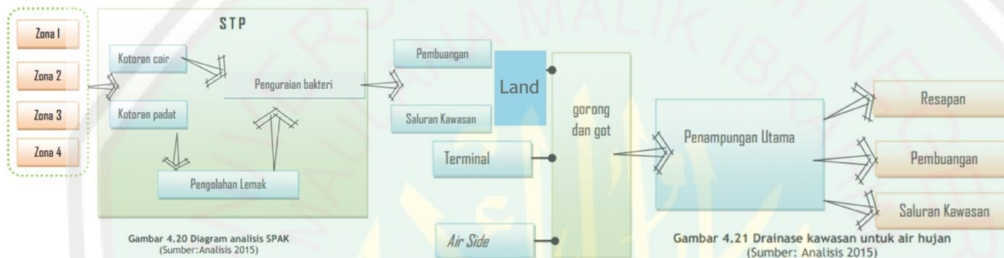 Zona 1
Zona 2
Zona 3
Zona 4
STP
Kotoran cair
Kotoran padat
Penguraian bakteri
Pengolahan Lemak
Pembuangan
Saluran Kawasan
Gambar 4.20 Diagram analisis SPAK
(Sumber:Analisis 2015)
Land
Terminal
Air Side
gorong
dan got
Penampungan Utama
Resapan
Pembuangan
Saluran Kawasan
Gambar 4.21 Drainase kawasan untuk air hujan
(Sumber: Analisis 2015)